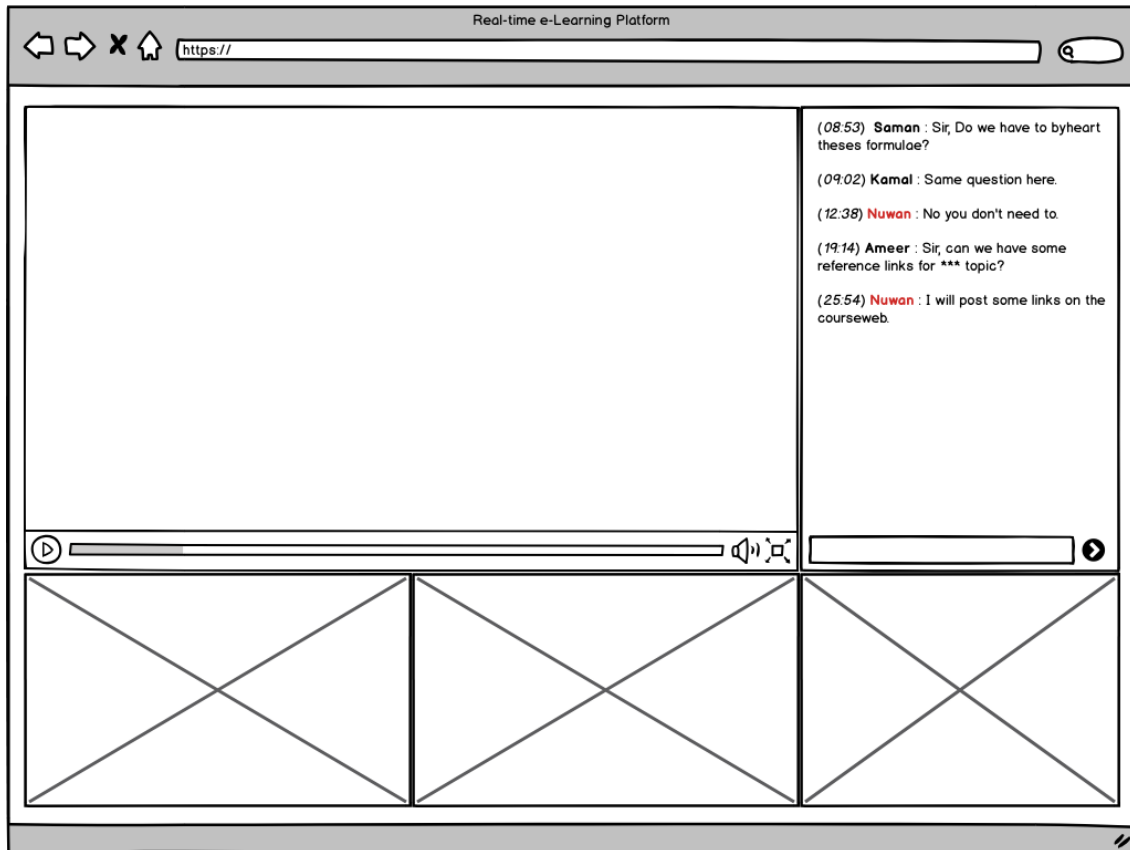 Real-time e-Learning Platform
https://
(08:53) Saman : Sir, Do we have to byheart
theses formulae?
(09:02) Kamal : Same question here.
(12:38) Nuwan : No you don't need to.
(19:14) Ameer : Sir, can we have some
reference links for *** topic?
(25:54) Nuwan : I will post some links on the
courseweb.